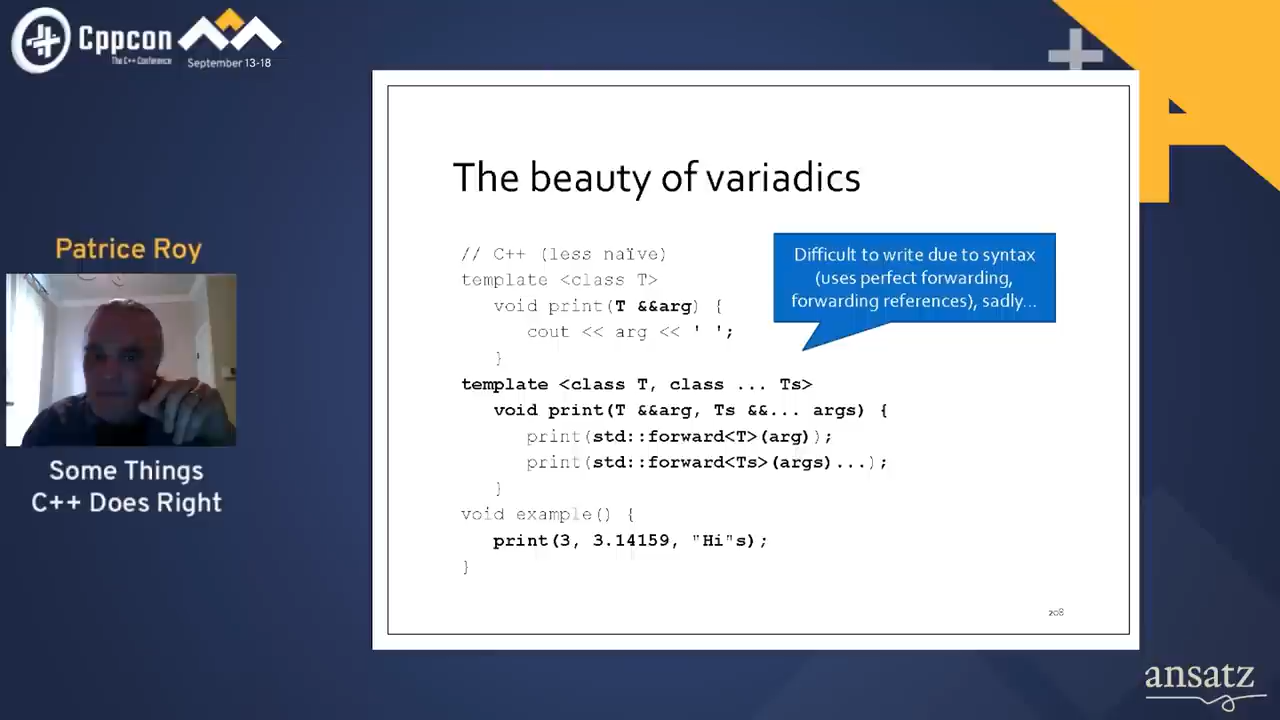 Cppcon
The C++ Conference
September 13-18
Patrice Roy
Some Things
C++ Does Right
The beauty of variadics
// C++ (less naïve)
template <class T>
void print(T &&arg) {
cout << arg << ' ';
}
template <class T, class ... Ts>
void print(T &&arg, Ts &&... args) {
print(std::forward<T>(arg));
print(std::forward<Ts>(args)...);
}
void example() {
print(3, 3.14159, "Hi"s);
}
Difficult to write due to syntax
(uses perfect forwarding,
forwarding references), sadly...
208
ansatz